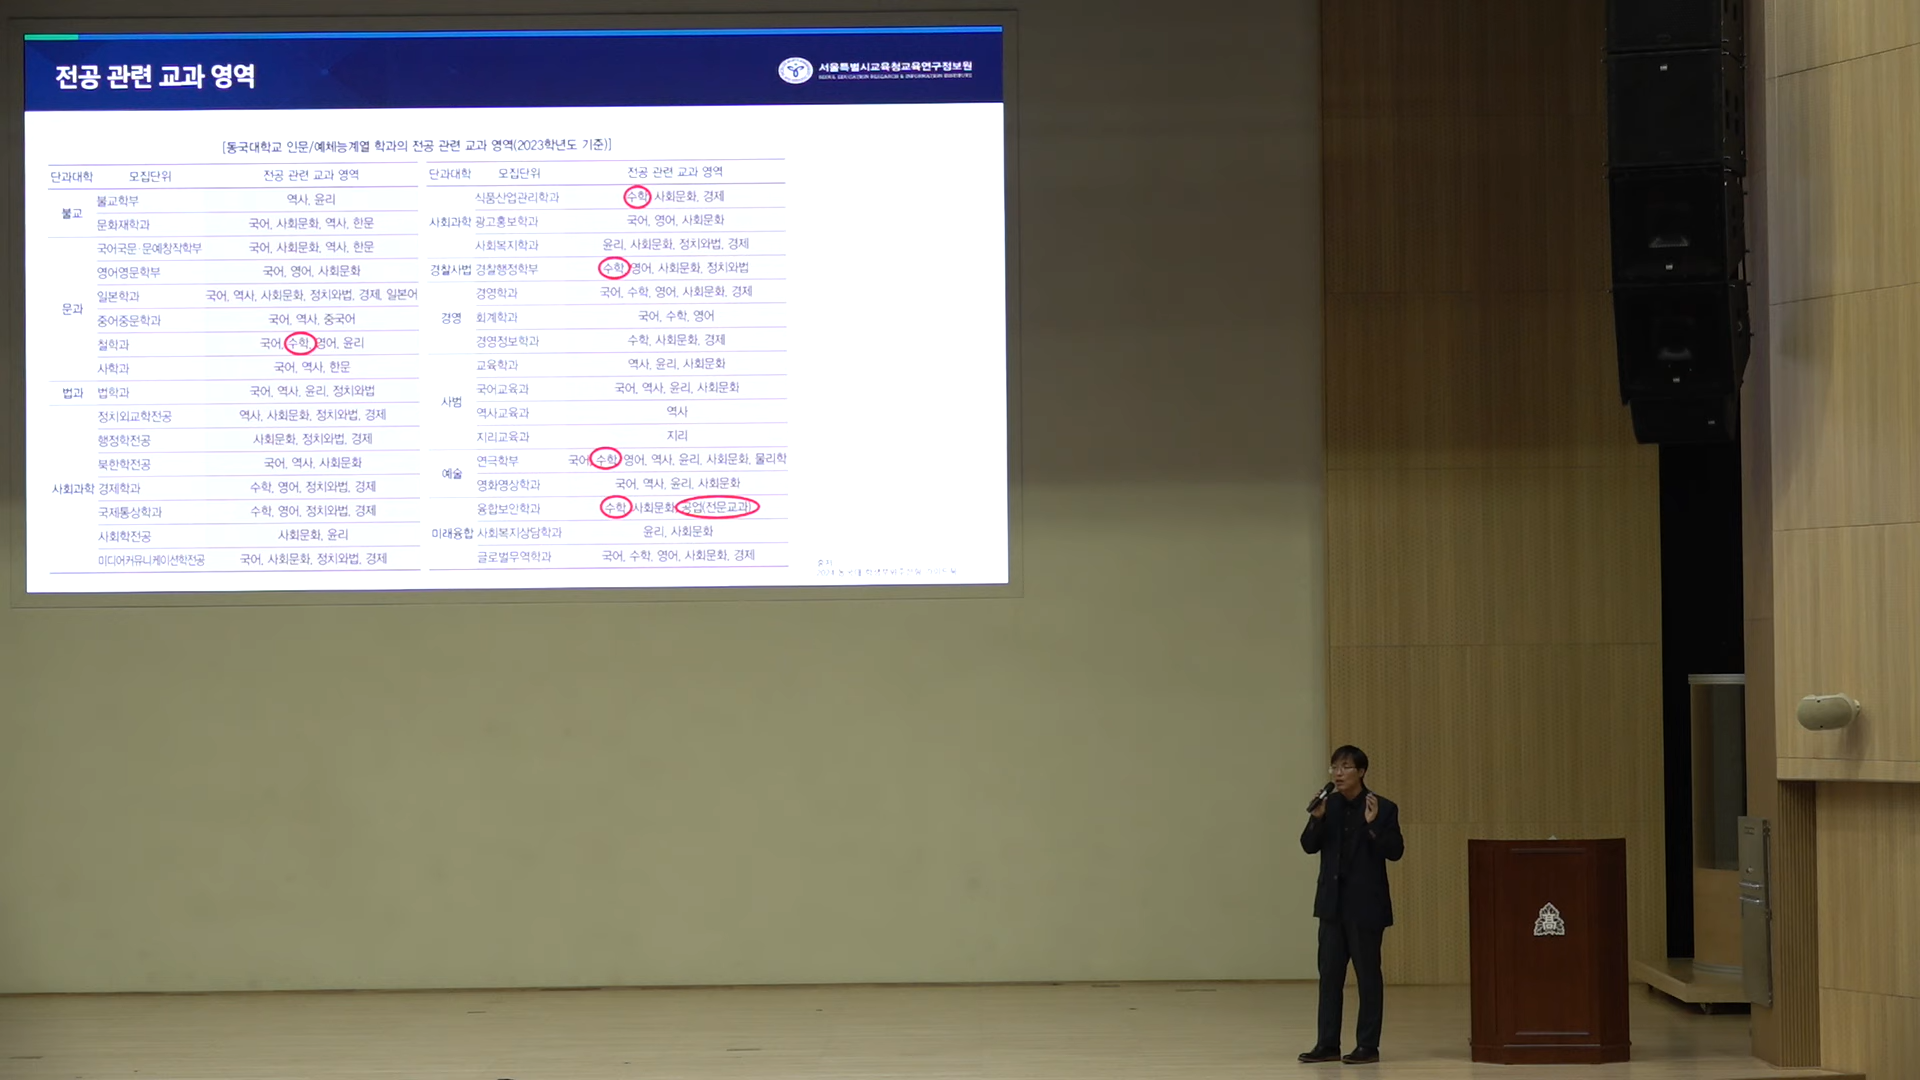 전공 관련 교과 영역
서울특별시교육청교육연구정보원
SEOUL EDUCATION RESEARCH & INFORMATION INSTITUTE
[동국대학교 인문/예체능계열 학과의 전공 관련 교과 영역(2023학년도 기준)]
단과대학 모집단위 전공 관련 교과 영역
불교
불교학부 역사, 윤리
문화재학과 국어, 사회문화, 역사, 한문
문과
국어국문·문예창작학부 국어, 사회문화, 역사, 한문
영어영문학부 국어, 영어, 사회문화
일본학과 국어, 역사, 사회문화, 정치와법, 경제, 일본어
중어중문학과 국어, 역사, 중국어
철학과 국어, 수학, 영어, 윤리
사학과 국어, 역사, 한문
법과 법학과 국어, 역사, 윤리, 정치와법
사회과학
정치외교학전공 역사, 사회문화, 정치와법, 경제
행정학전공 사회문화, 정치와법, 경제
북한학전공 국어, 역사, 사회문화
경제학과 수학, 영어, 정치와법, 경제
국제통상학과 수학, 영어, 정치와법, 경제
사회학전공 사회문화, 윤리
미디어커뮤니케이션학전공 국어, 사회문화, 정치와법, 경제
단과대학 모집단위 전공 관련 교과 영역
사회과학
식품산업관리학과 수학, 사회문화, 경제
광고홍보학과 국어, 영어, 사회문화
사회복지학과 윤리, 사회문화, 정치와법, 경제
경찰사법 경찰행정학부 수학, 영어, 사회문화, 정치와법
경영
경영학과 국어, 수학, 영어, 사회문화, 경제
회계학과 국어, 수학, 영어
경영정보학과 수학, 사회문화, 경제
사범
교육학과 역사, 윤리, 사회문화
국어교육과 국어, 역사, 윤리, 사회문화
역사교육과 역사
지리교육과 지리
예술
연극학부 국어, 수학, 영어, 역사, 윤리, 사회문화, 물리학
영화영상학과 국어, 역사, 윤리, 사회문화
미래융합
융합보안학과 수학, 사회문화, 공업(전문교과)
사회복지상담학과 윤리, 사회문화
글로벌무역학과 국어, 수학, 영어, 사회문화, 경제
高